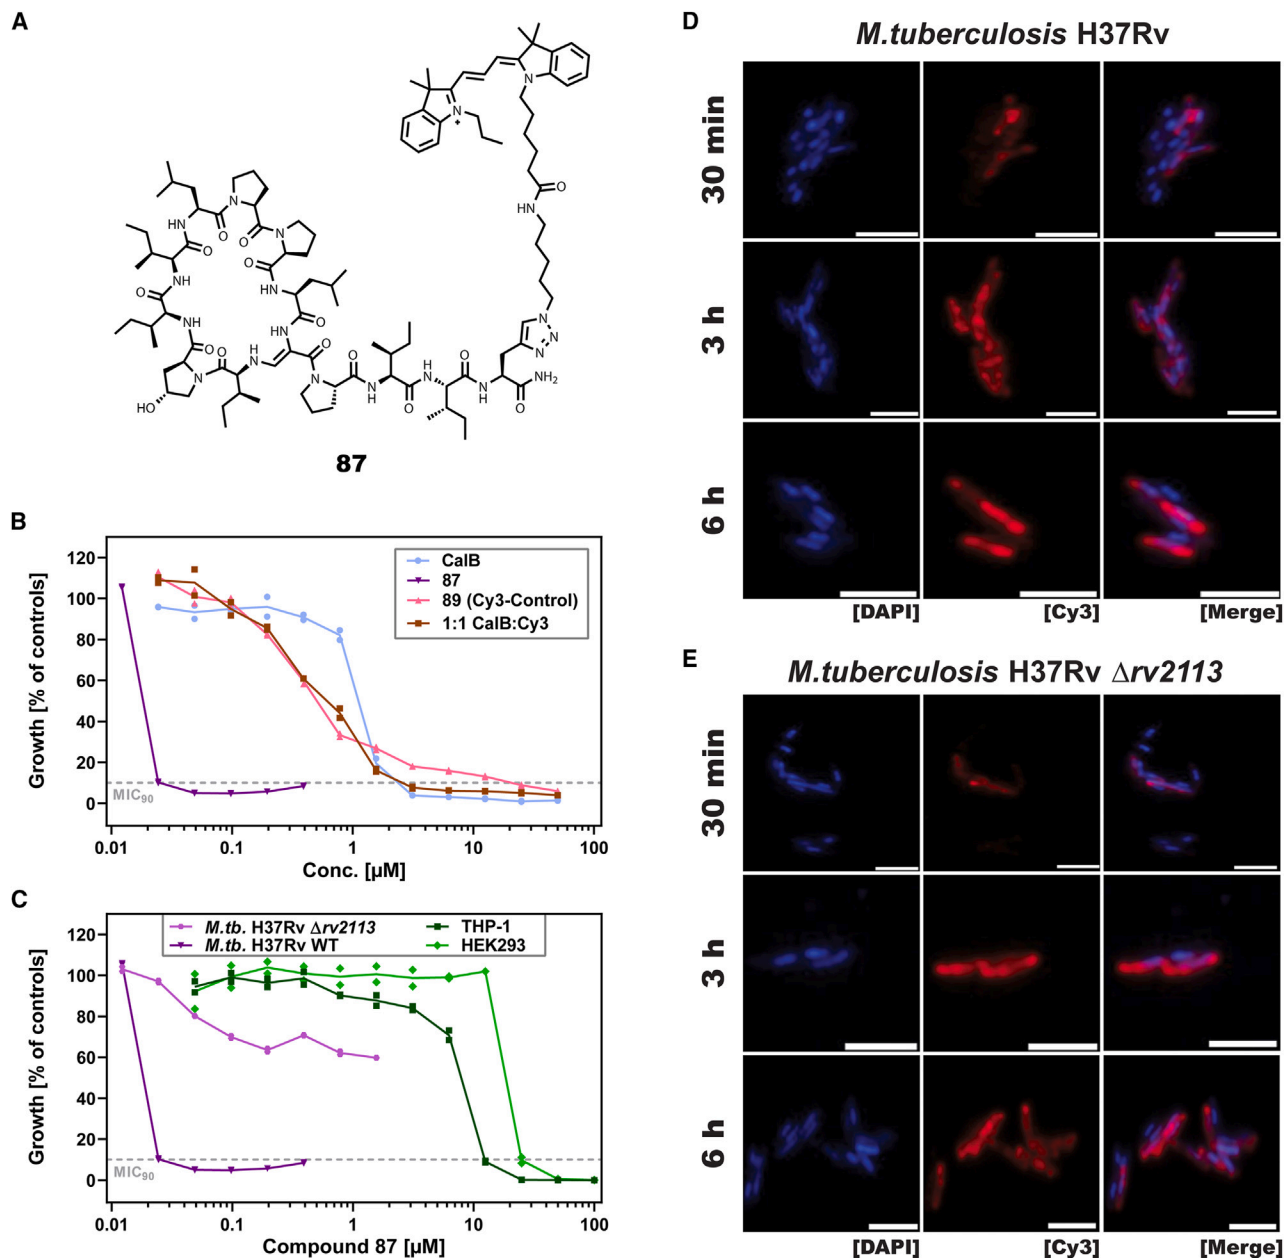 A
N
N
+
O
HN
N
N
N
O
N
O
N
O
NH
O
NH
O
NH
O
N
HO
O
H
N
HN
O
HN
O
O
N
O
N
H
O
H
N
O
N
H
NH2
O
87
B
Growth [% of controls]
120
100
80
60
40
20
0
MIC90
CalB
87
89 (Cy3-Control)
1:1 CalB:Cy3
0.01
0.1
1
10
100
Conc. [µM]
C
Growth [% of controls]
120
100
80
60
40
20
0
MIC90
M.tb. H37Rv Δrv2113
M.tb. H37Rv WT
THP-1
HEK293
0.01
0.1
1
10
100
Compound 87 [µM]
D
M.tuberculosis H37Rv
30 min
3 h
6 h
[DAPI]
[Cy3]
[Merge]
E
M.tuberculosis H37Rv Δrv2113
30 min
3 h
6 h
[DAPI]
[Cy3]
[Merge]